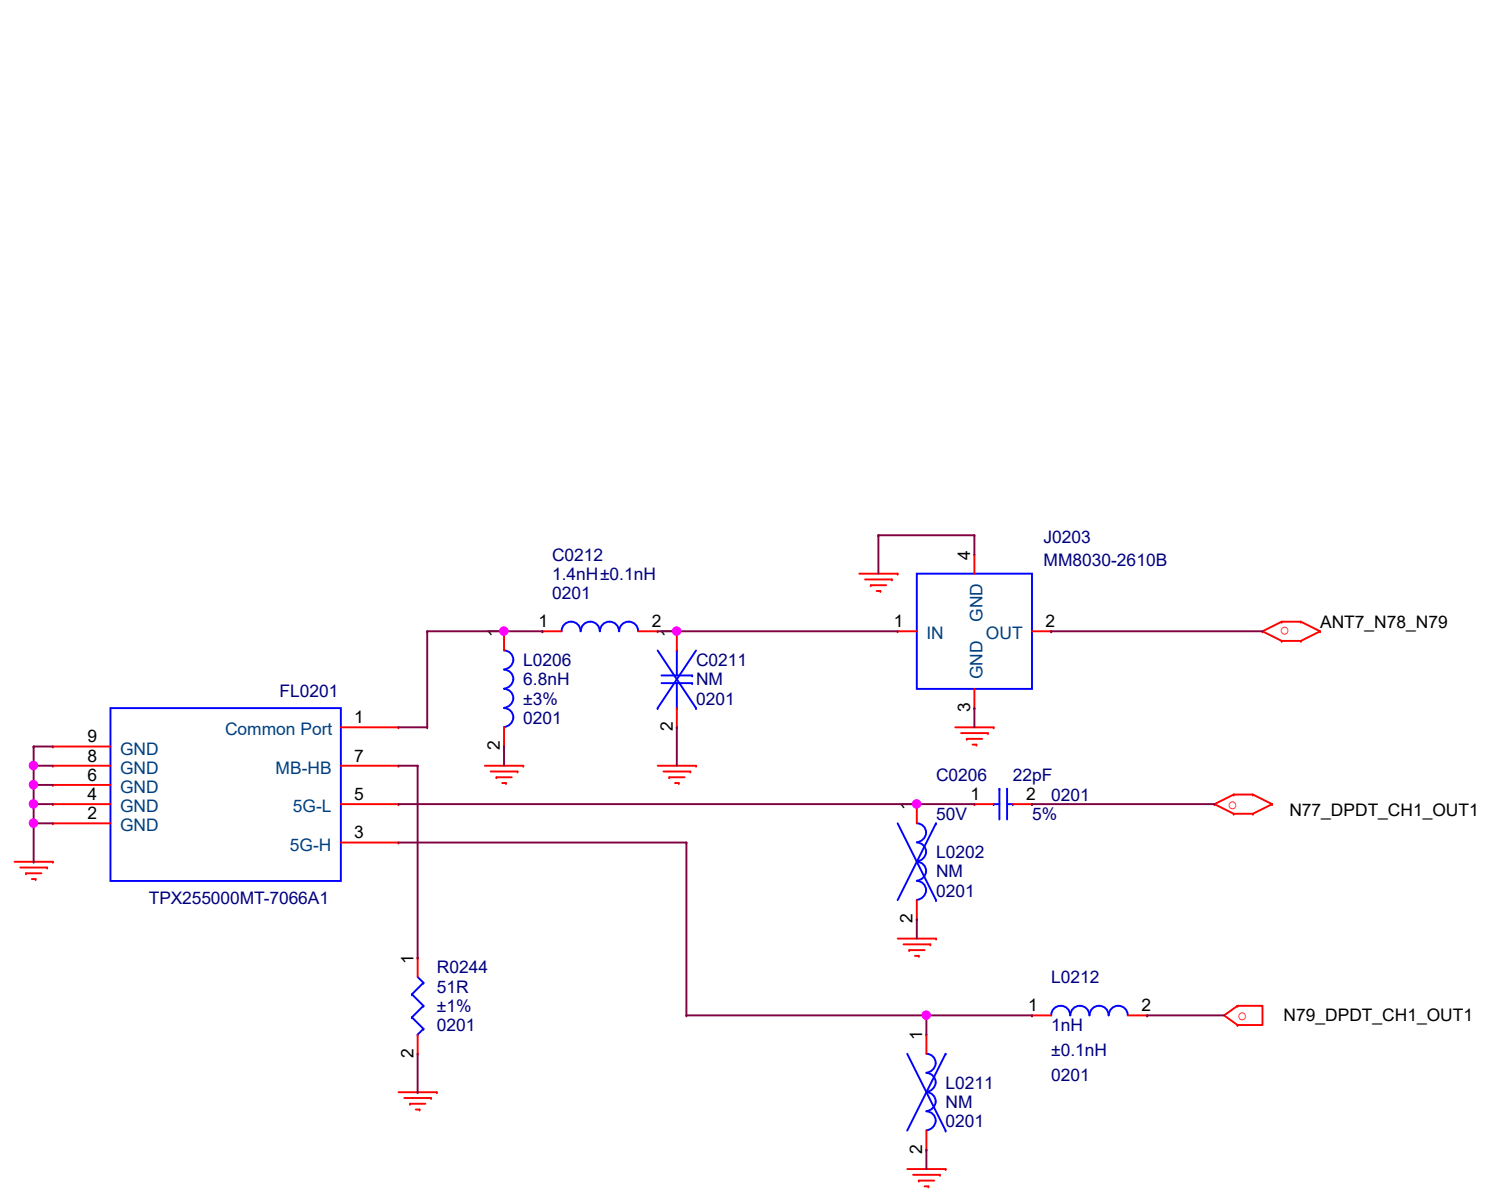 J0203
MM8030-2610B
C0212
1.4nH±0.1nH
0201
4
GND
1
2
1
IN
OUT
2
ANT7_N78_N79
GND
3
1
L0206
6.8nH
±3%
0201
2
1
C0211
NM
0201
2
FL0201
Common Port
1
9
GND
MB-HB
7
8
GND
6
GND
5G-L
5
4
GND
2
GND
5G-H
3
TPX255000MT-7066A1
C0206
22pF
1
2
0201
50V
5%
N77_DPDT_CH1_OUT1
1
L0202
NM
0201
2
1
R0244
51R
±1%
0201
2
L0212
1
2
1nH
±0.1nH
0201
N79_DPDT_CH1_OUT1
1
L0211
NM
0201
2